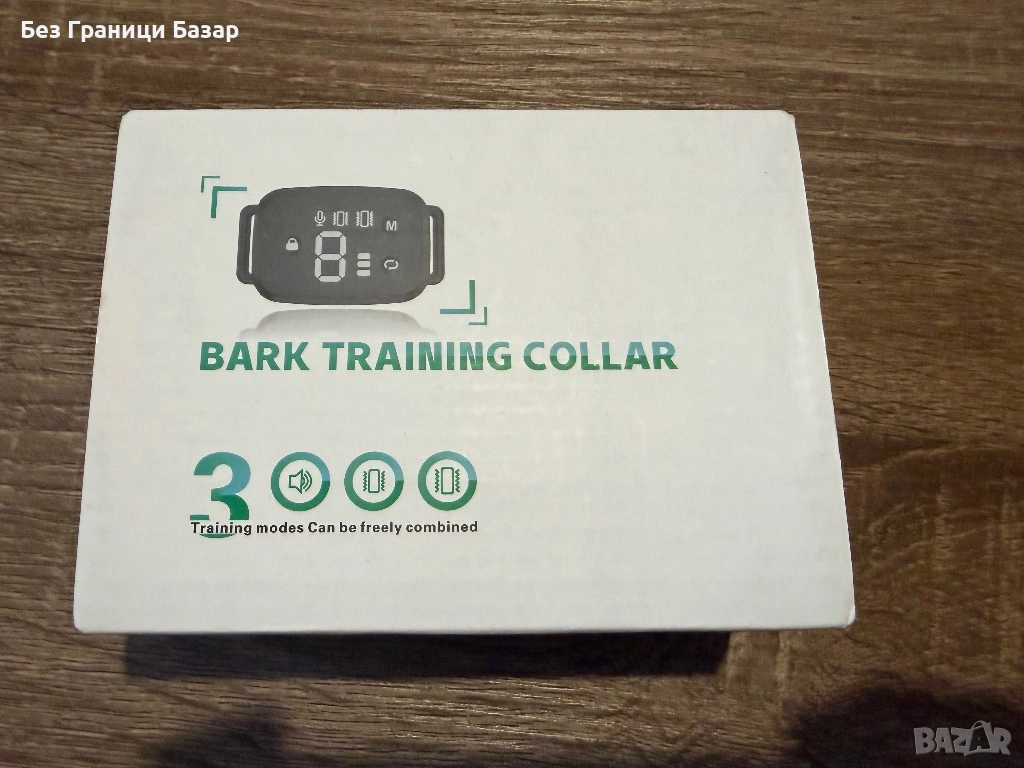 Без Граници Базар
M
8
BARK TRAINING COLLAR
3
Training modes Can be freely combined
BAZAR